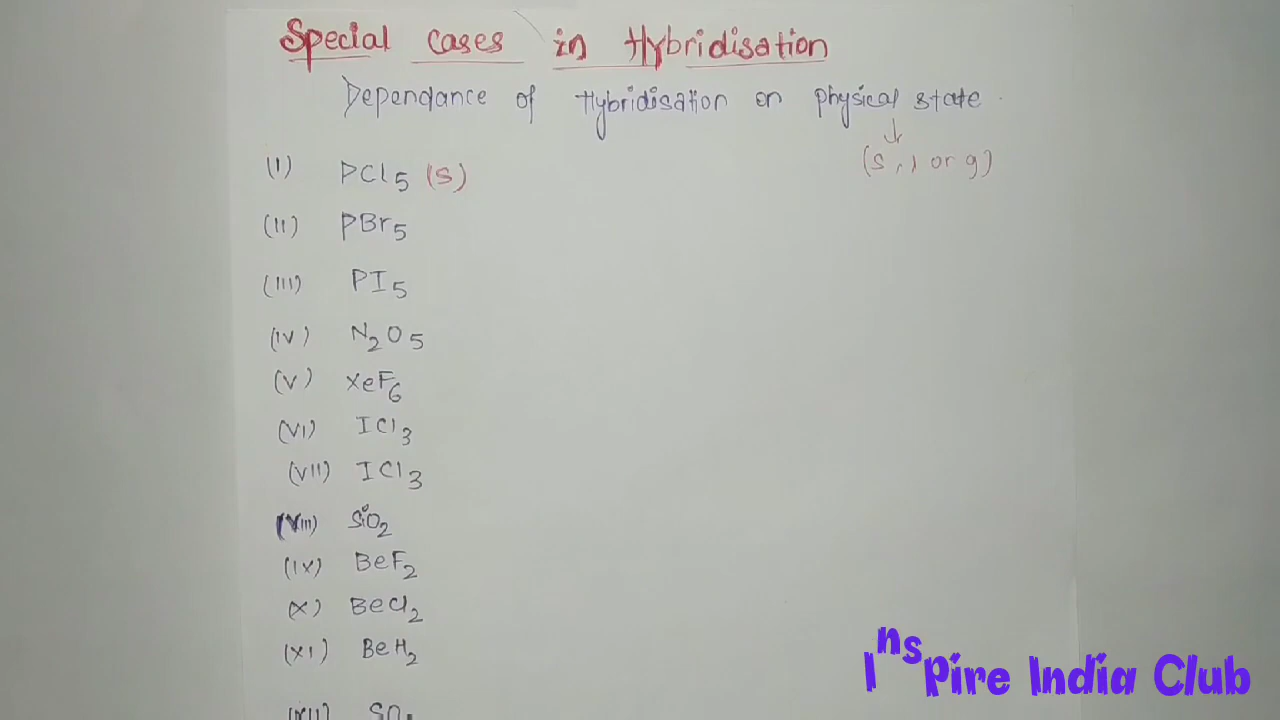 Special cases in Hybridisation
Dependance of Hybridisation on physical state
(s, l or g)
(I) PCl5 (s)
(II) PBr5
(III) PI5
(IV) N2O5
(V) XeF6
(VI) ICl3
(VII) ICl3
(VIII) SiO2
(IX) BeF2
(X) BeCl2
(XI) BeH2
(XII)
Inspire India Club